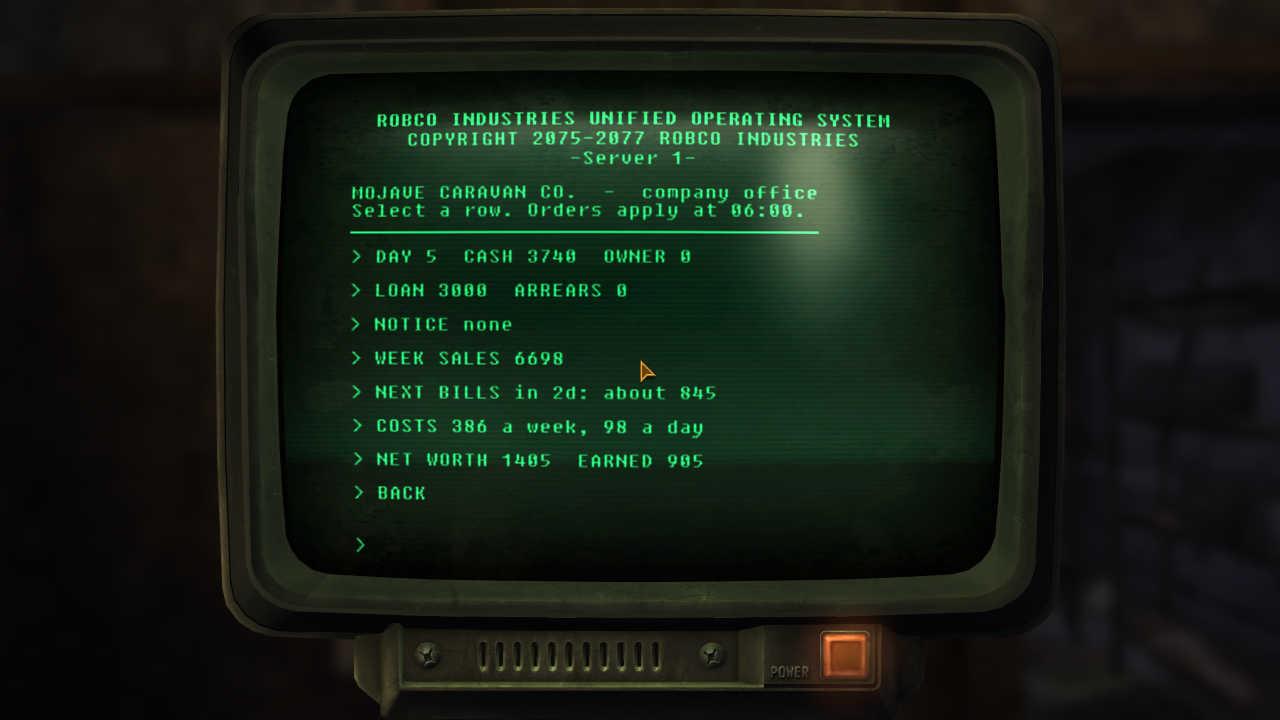 ROBCO INDUSTRIES UNIFIED OPERATING SYSTEM
COPYRIGHT 2075-2077 ROBCO INDUSTRIES
-Server 1-
MOJAVE CARAVAN CO.  -  company office
Select a row. Orders apply at 06:00.
> DAY 5  CASH 3740  OWNER 0
> LOAN 3000  ARREARS 0
> NOTICE none
> WEEK SALES 6698
> NEXT BILLS in 2d: about 845
> COSTS 386 a week, 98 a day
> NET WORTH 1405  EARNED 905
> BACK
>
POWER